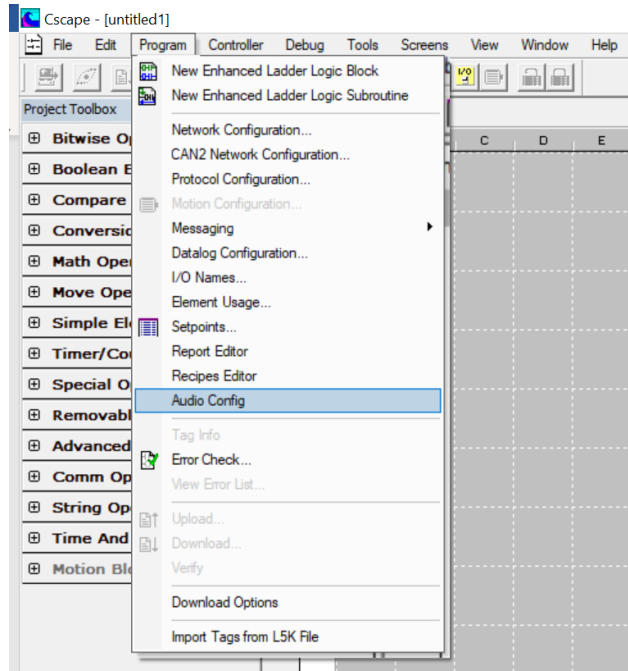 Cscape - [untitled1]
File Edit Program Controller Debug Tools Screens View Window Help
New Enhanced Ladder Logic Block
New Enhanced Ladder Logic Subroutine
Project Toolbox
Network Configuration...
CAN2 Network Configuration...
Protocol Configuration...
Motion Configuration...
Messaging
Datalog Configuration...
I/O Names...
Element Usage...
Setpoints...
Report Editor
Recipes Editor
Audio Config
Tag Info
Error Check...
View Error List...
Upload...
Download...
Verify
Download Options
Import Tags from L5K File
Bitwise O
Boolean E
Compare
Conversio
Math Ope
Move Ope
Simple El
Timer/Co
Special O
Removabl
Advanced
Comm Op
String Op
Time And
Motion Blo
C D E
I/O